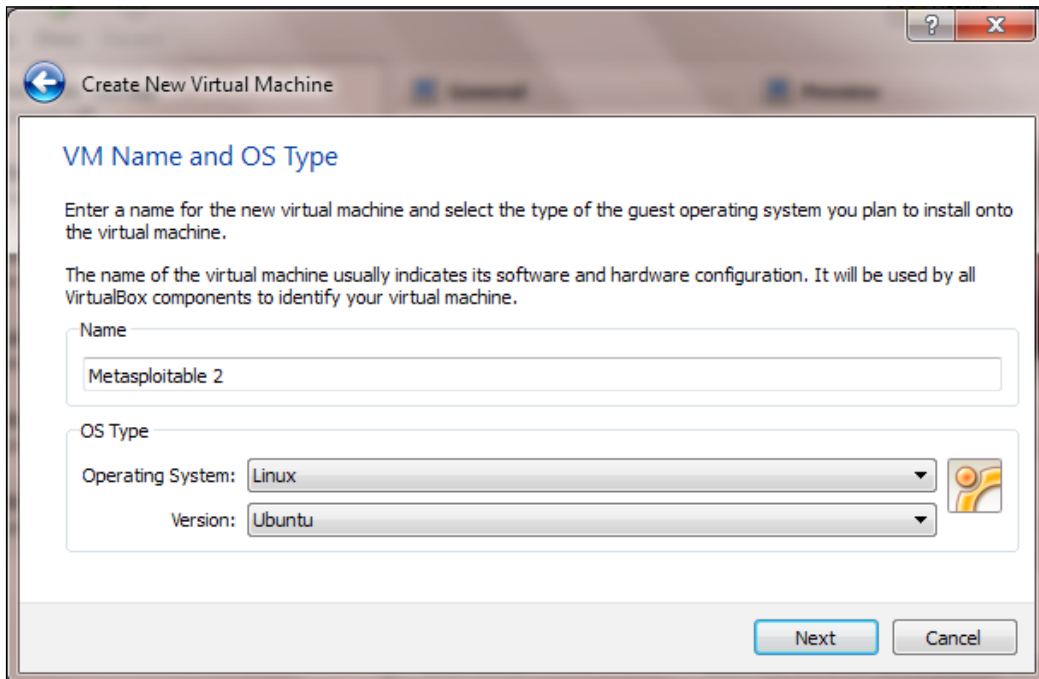 ?
X
Create New Virtual Machine
General
Preview
VM Name and OS Type
Enter a name for the new virtual machine and select the type of the guest operating system you plan to install onto
the virtual machine.
The name of the virtual machine usually indicates its software and hardware configuration. It will be used by all
VirtualBox components to identify your virtual machine.
Name
Metasploitable 2
OS Type
Operating System: Linux
Version: Ubuntu
Next Cancel